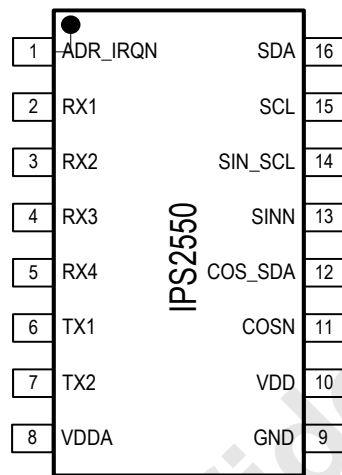 1 ADR_IRQN SDA 16
2 RX1 SCL 15
3 RX2 SIN_SCL 14
4 RX3 SINN 13
IPS2550
5 RX4 COS_SDA 12
6 TX1 COSN 11
7 TX2 VDD 10
8 VDDA GND 9